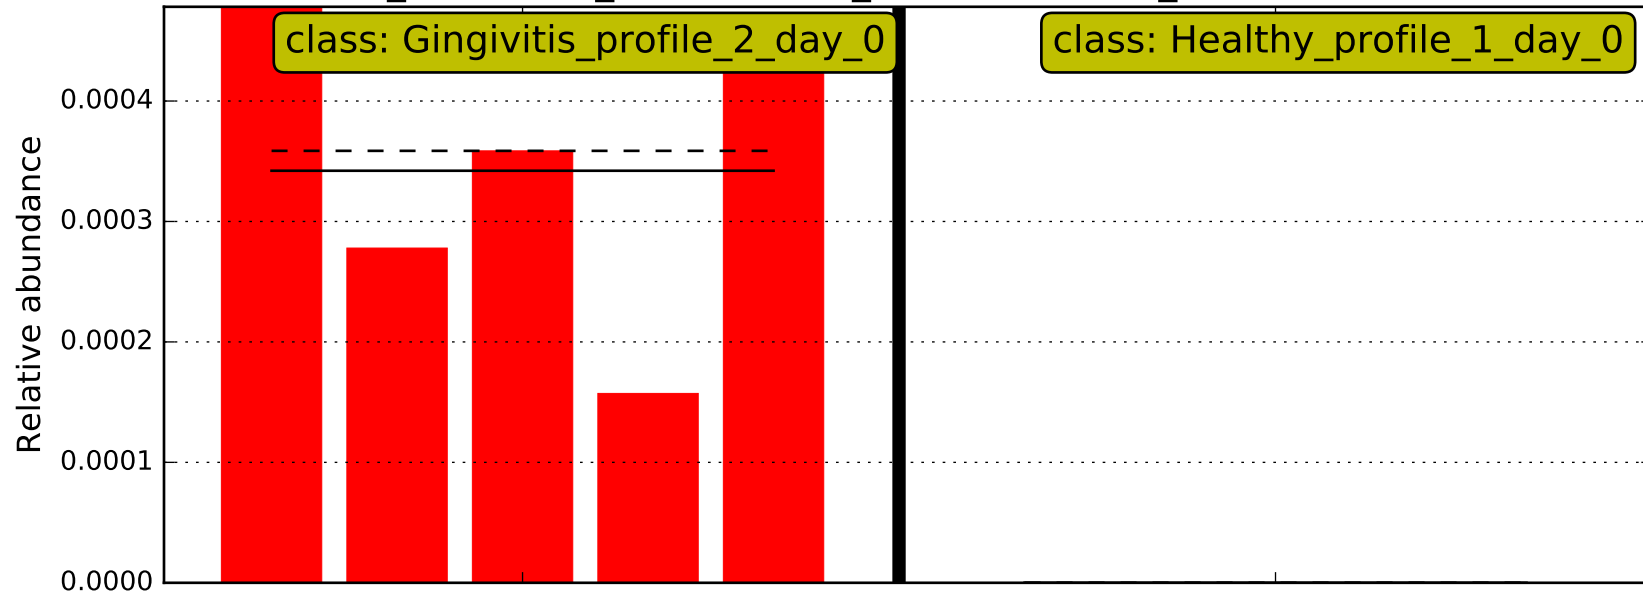 class: Gingivitis_profile_2_day_0
class: Healthy_profile_1_day_0
Relative abundance
0.0004
0.0003
0.0002
0.0001
0.0000